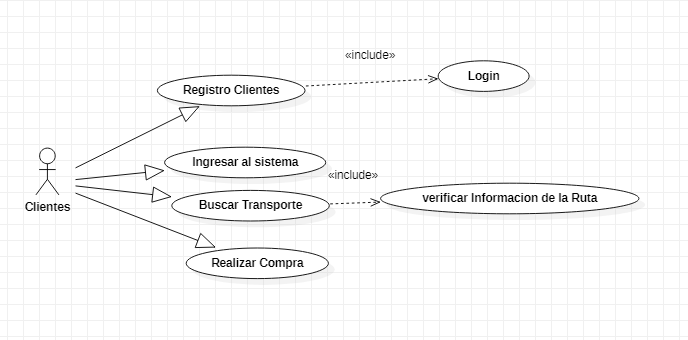 «include»
Registro Clientes
Login
Ingresar al sistema
«include»
Buscar Transporte
verificar Informacion de la Ruta
Clientes
Realizar Compra